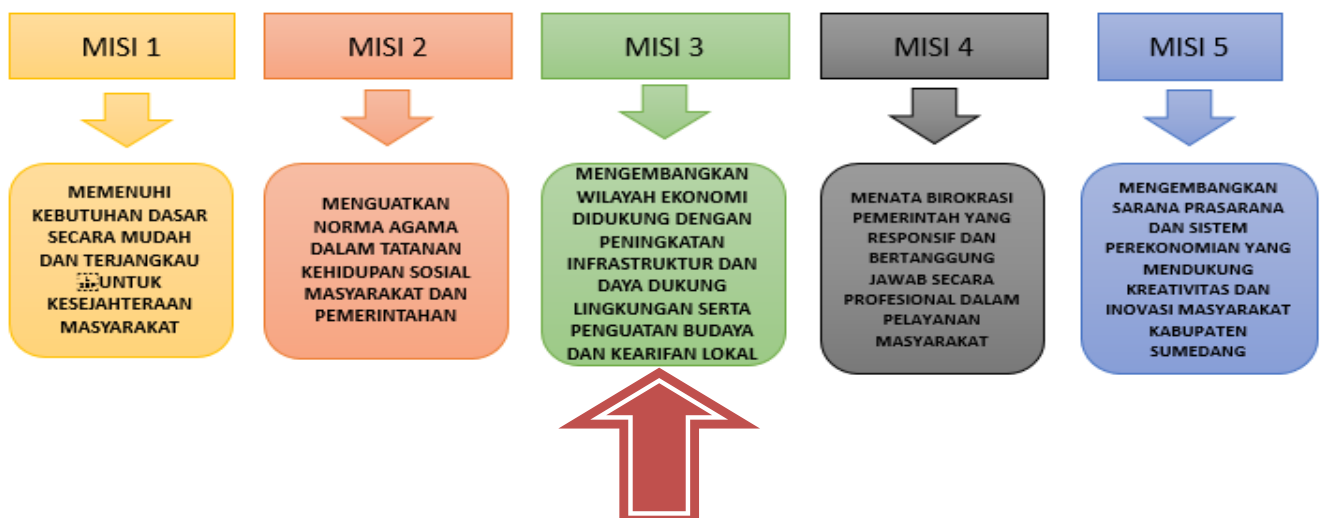 MISI 1
MISI 2
MISI 3
MISI 4
MISI 5
MEMENUHI
KEBUTUHAN DASAR
SECARA MUDAH
DAN TERJANGKAU
UNTUK
KESEJAHTERAAN
MASYARAKAT
MENGUATKAN
NORMA AGAMA
DALAM TATANAN
KEHIDUPAN SOSIAL
MASYARAKAT DAN
PEMERINTAHAN
MENGEMBANGKAN
WILAYAH EKONOMI
DIDUKUNG DENGAN
PENINGKATAN
INFRASTRUKTUR DAN
DAYA DUKUNG
LINGKUNGAN SERTA
PENGUATAN BUDAYA
DAN KEARIFAN LOKAL
MENATA BIROKRASI
PEMERINTAH YANG
RESPONSIF DAN
BERTANGGUNG
JAWAB SECARA
PROFESIONAL DALAM
PELAYANAN
MASYARAKAT
MENGEMBANGKAN
SARANA PRASARANA
DAN SISTEM
PEREKONOMIAN YANG
MENDUKUNG
KREATIVITAS DAN
INOVASI MASYARAKAT
KABUPATEN
SUMEDANG